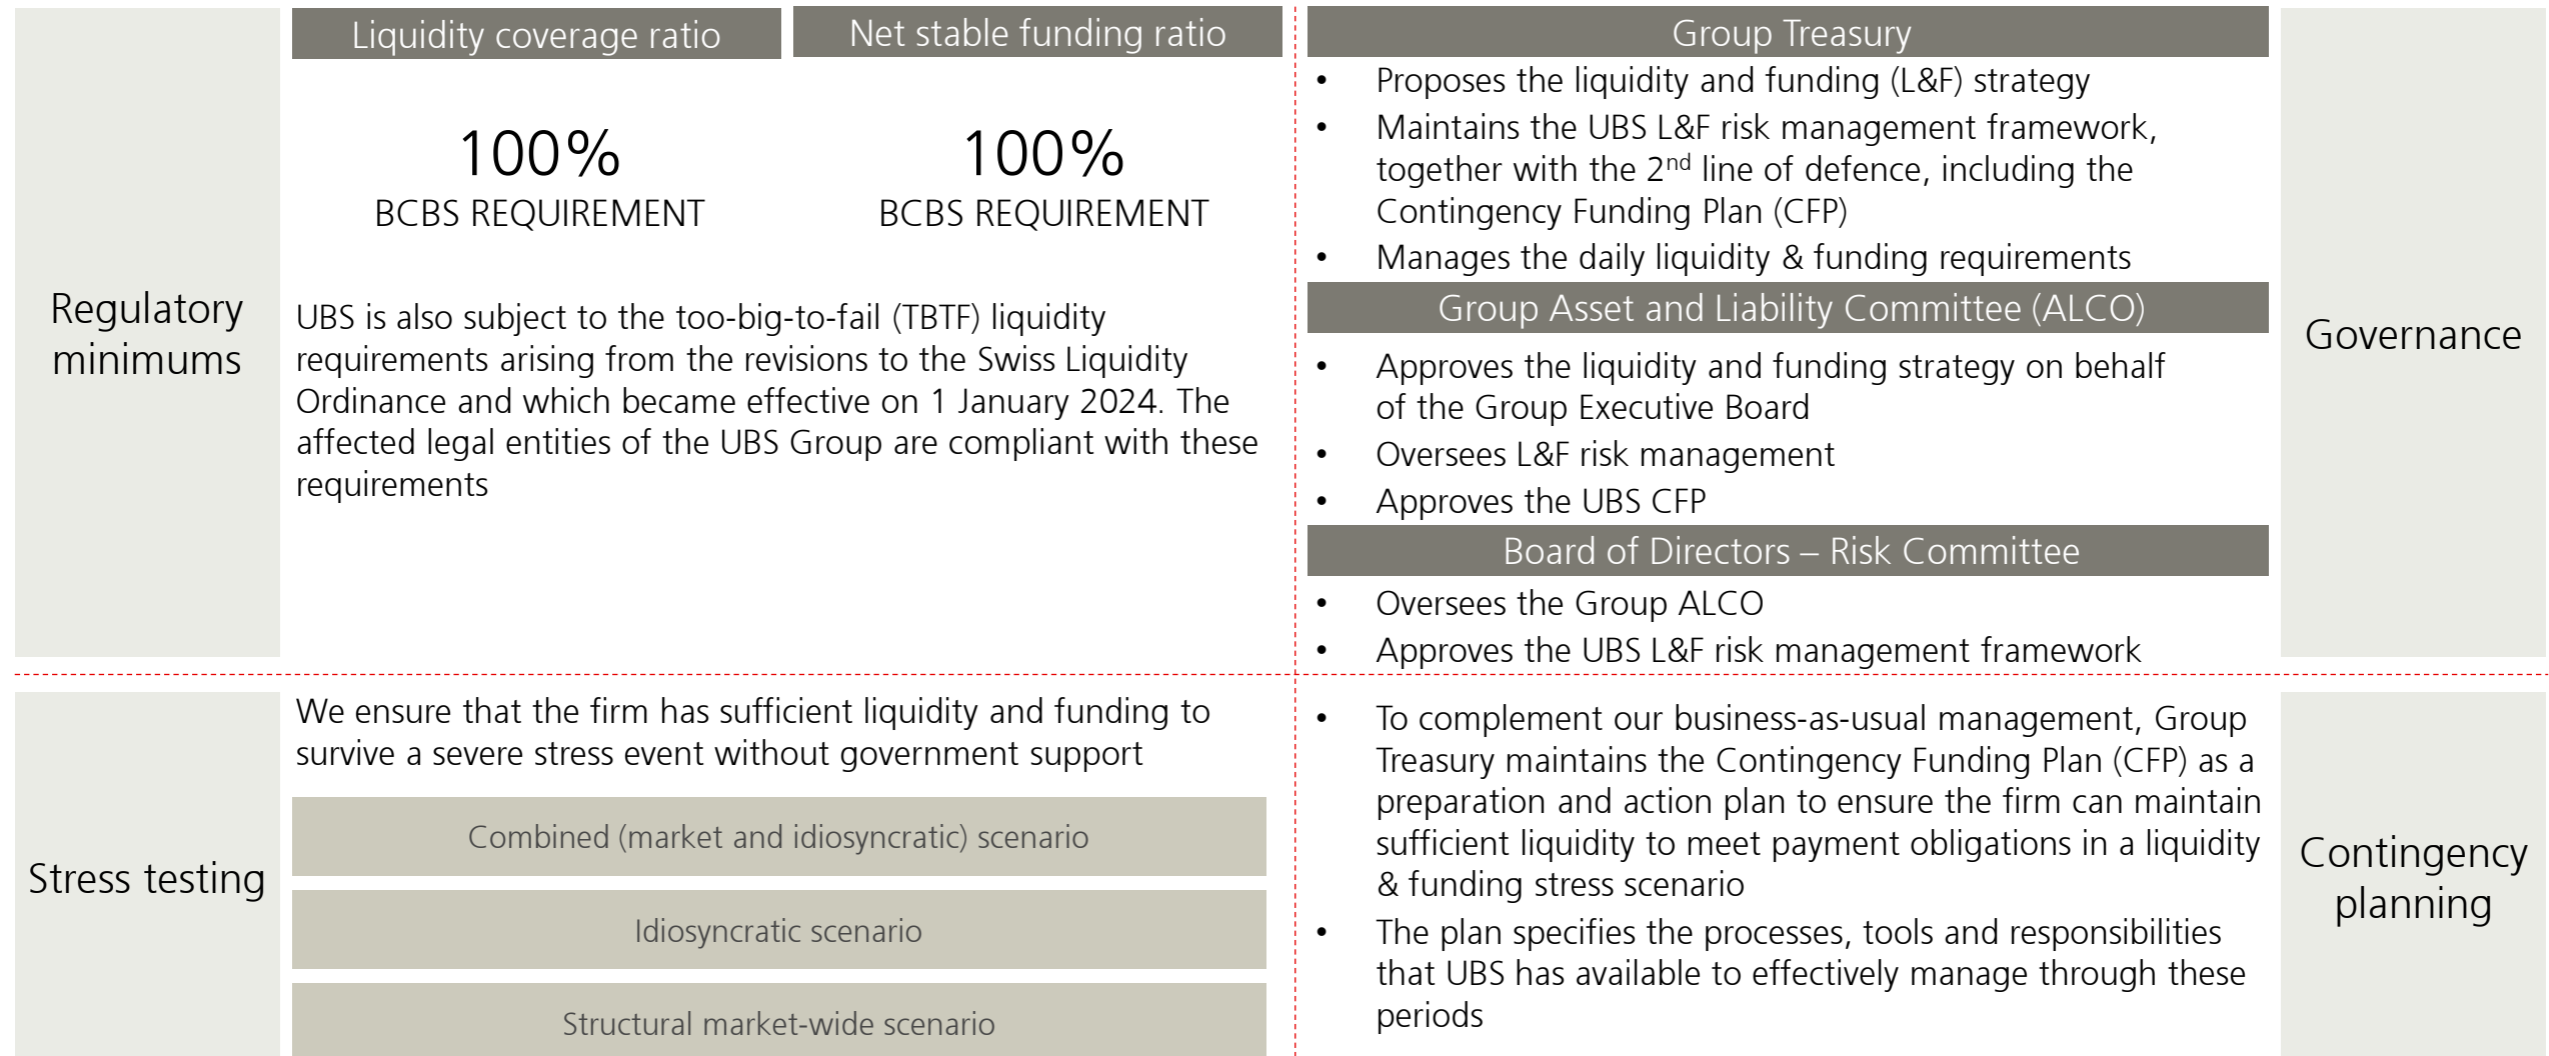 Regulatory
minimums
Liquidity coverage ratio
Net stable funding ratio
100%
BCBS REQUIREMENT
100%
BCBS REQUIREMENT
UBS is also subject to the too-big-to-fail (TBTF) liquidity
requirements arising from the revisions to the Swiss Liquidity
Ordinance and which became effective on 1 January 2024. The
affected legal entities of the UBS Group are compliant with these
requirements
Group Treasury
• Proposes the liquidity and funding (L&F) strategy
• Maintains the UBS L&F risk management framework,
together with the 2nd line of defence, including the
Contingency Funding Plan (CFP)
• Manages the daily liquidity & funding requirements
Group Asset and Liability Committee (ALCO)
• Approves the liquidity and funding strategy on behalf
of the Group Executive Board
• Oversees L&F risk management
• Approves the UBS CFP
Board of Directors – Risk Committee
• Oversees the Group ALCO
• Approves the UBS L&F risk management framework
Governance
Stress testing
We ensure that the firm has sufficient liquidity and funding to
survive a severe stress event without government support
Combined (market and idiosyncratic) scenario
Idiosyncratic scenario
Structural market-wide scenario
• To complement our business-as-usual management, Group
Treasury maintains the Contingency Funding Plan (CFP) as a
preparation and action plan to ensure the firm can maintain
sufficient liquidity to meet payment obligations in a liquidity
& funding stress scenario
• The plan specifies the processes, tools and responsibilities
that UBS has available to effectively manage through these
periods
Contingency
planning